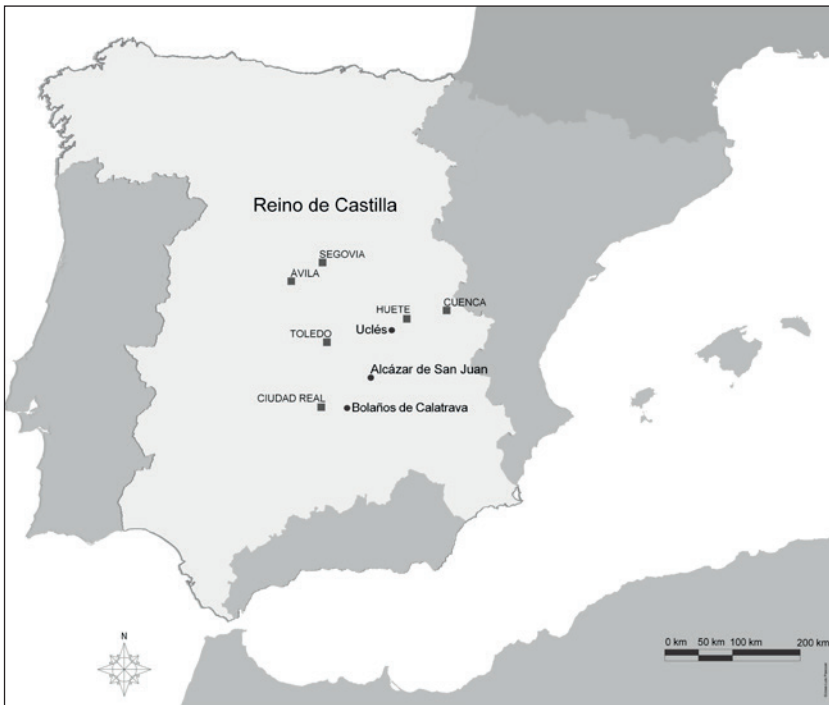 Reino de Castilla
SEGOVIA
AVILA
CUENCA
HUETE
Uclés
TOLEDO
Alcázar de San Juan
CIUDAD REAL
Bolaños de Calatrava
N
0 km 50 km 100 km 200 km